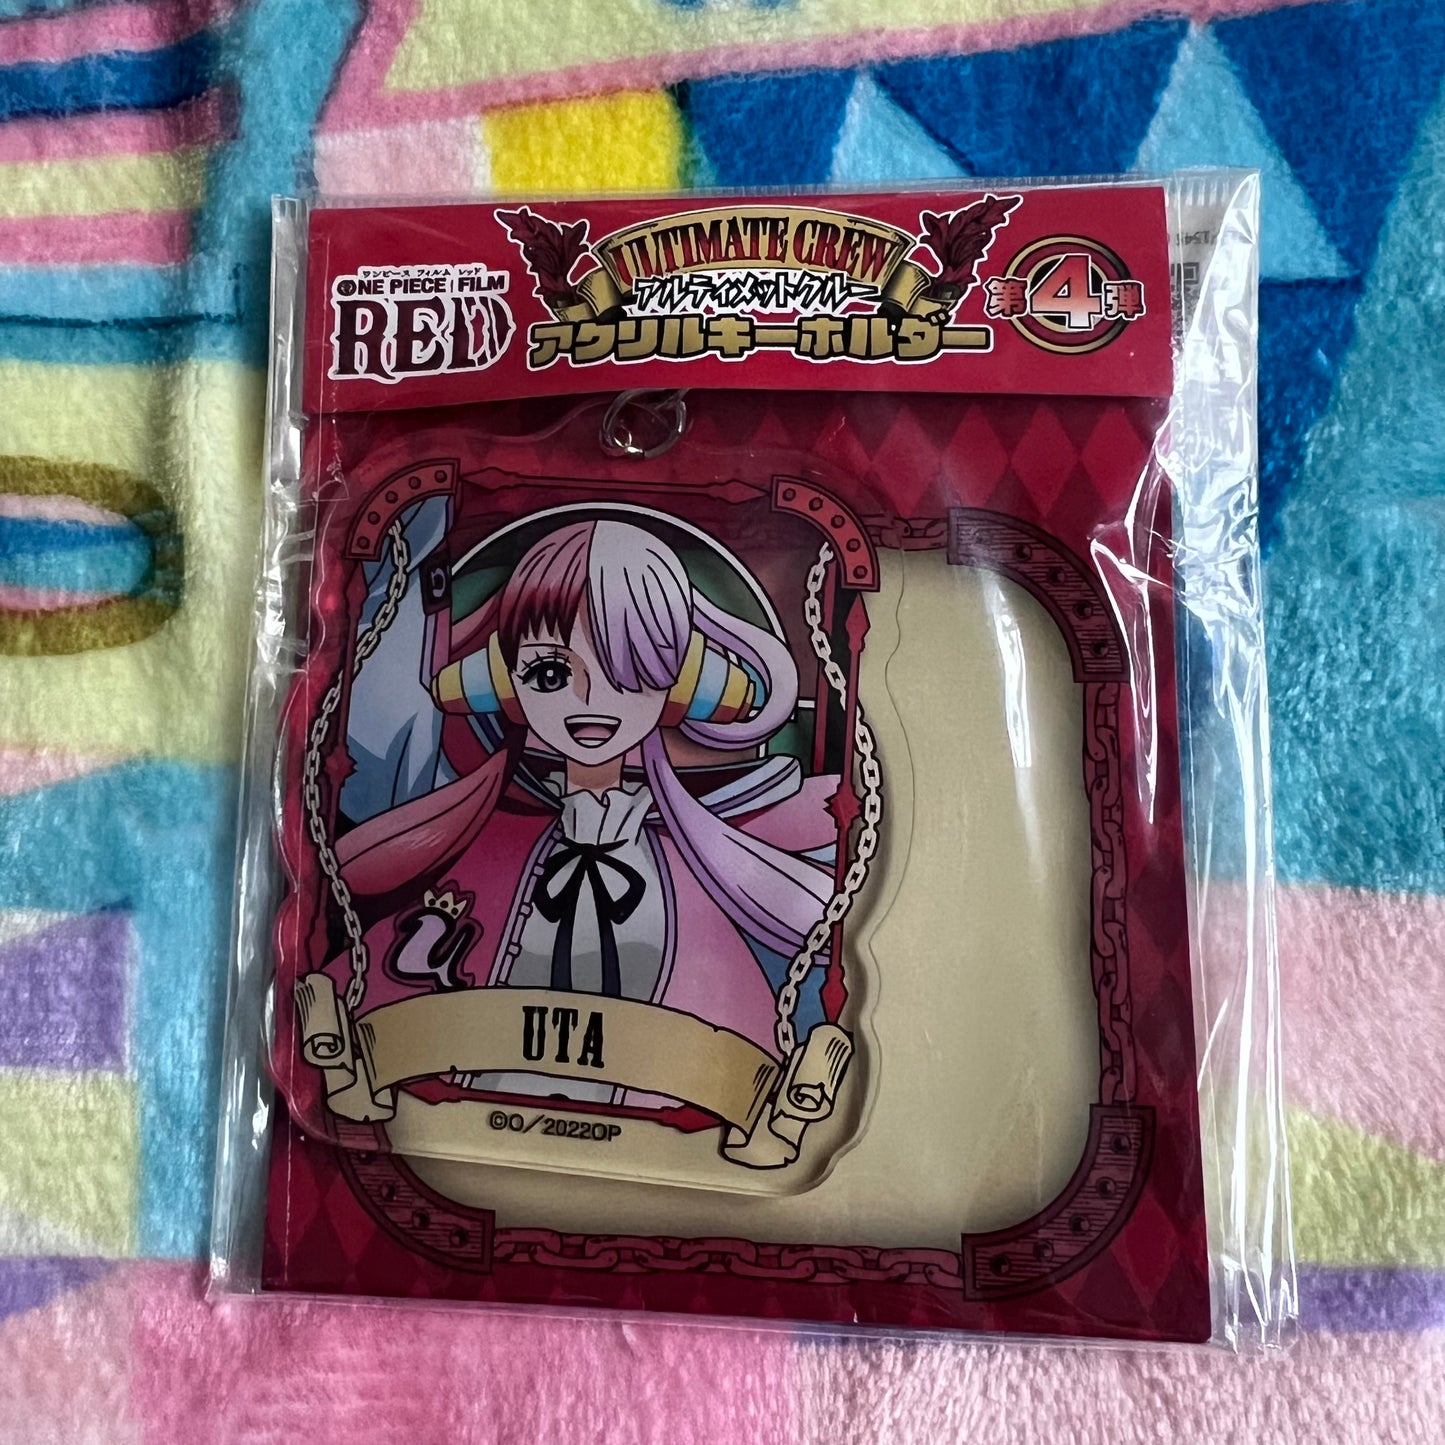 ワンピース フィルム レッド
ONE PIECE FILM
RED
ULTIMATE CREW
アルティメットクルー
アクリルキーホルダー
第4弾
UTA
©O/2022OP